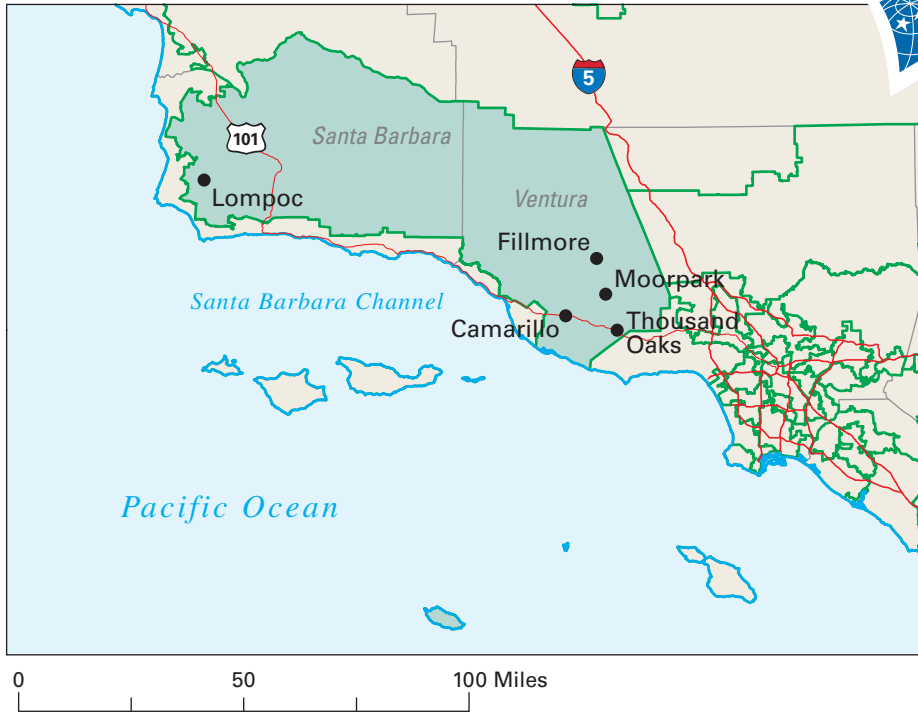 5
101
Santa Barbara
Lompoc
Ventura
Fillmore
Moorpark
Santa Barbara Channel
Camarillo
Thousand
Oaks
Pacific Ocean
0 50 100 Miles